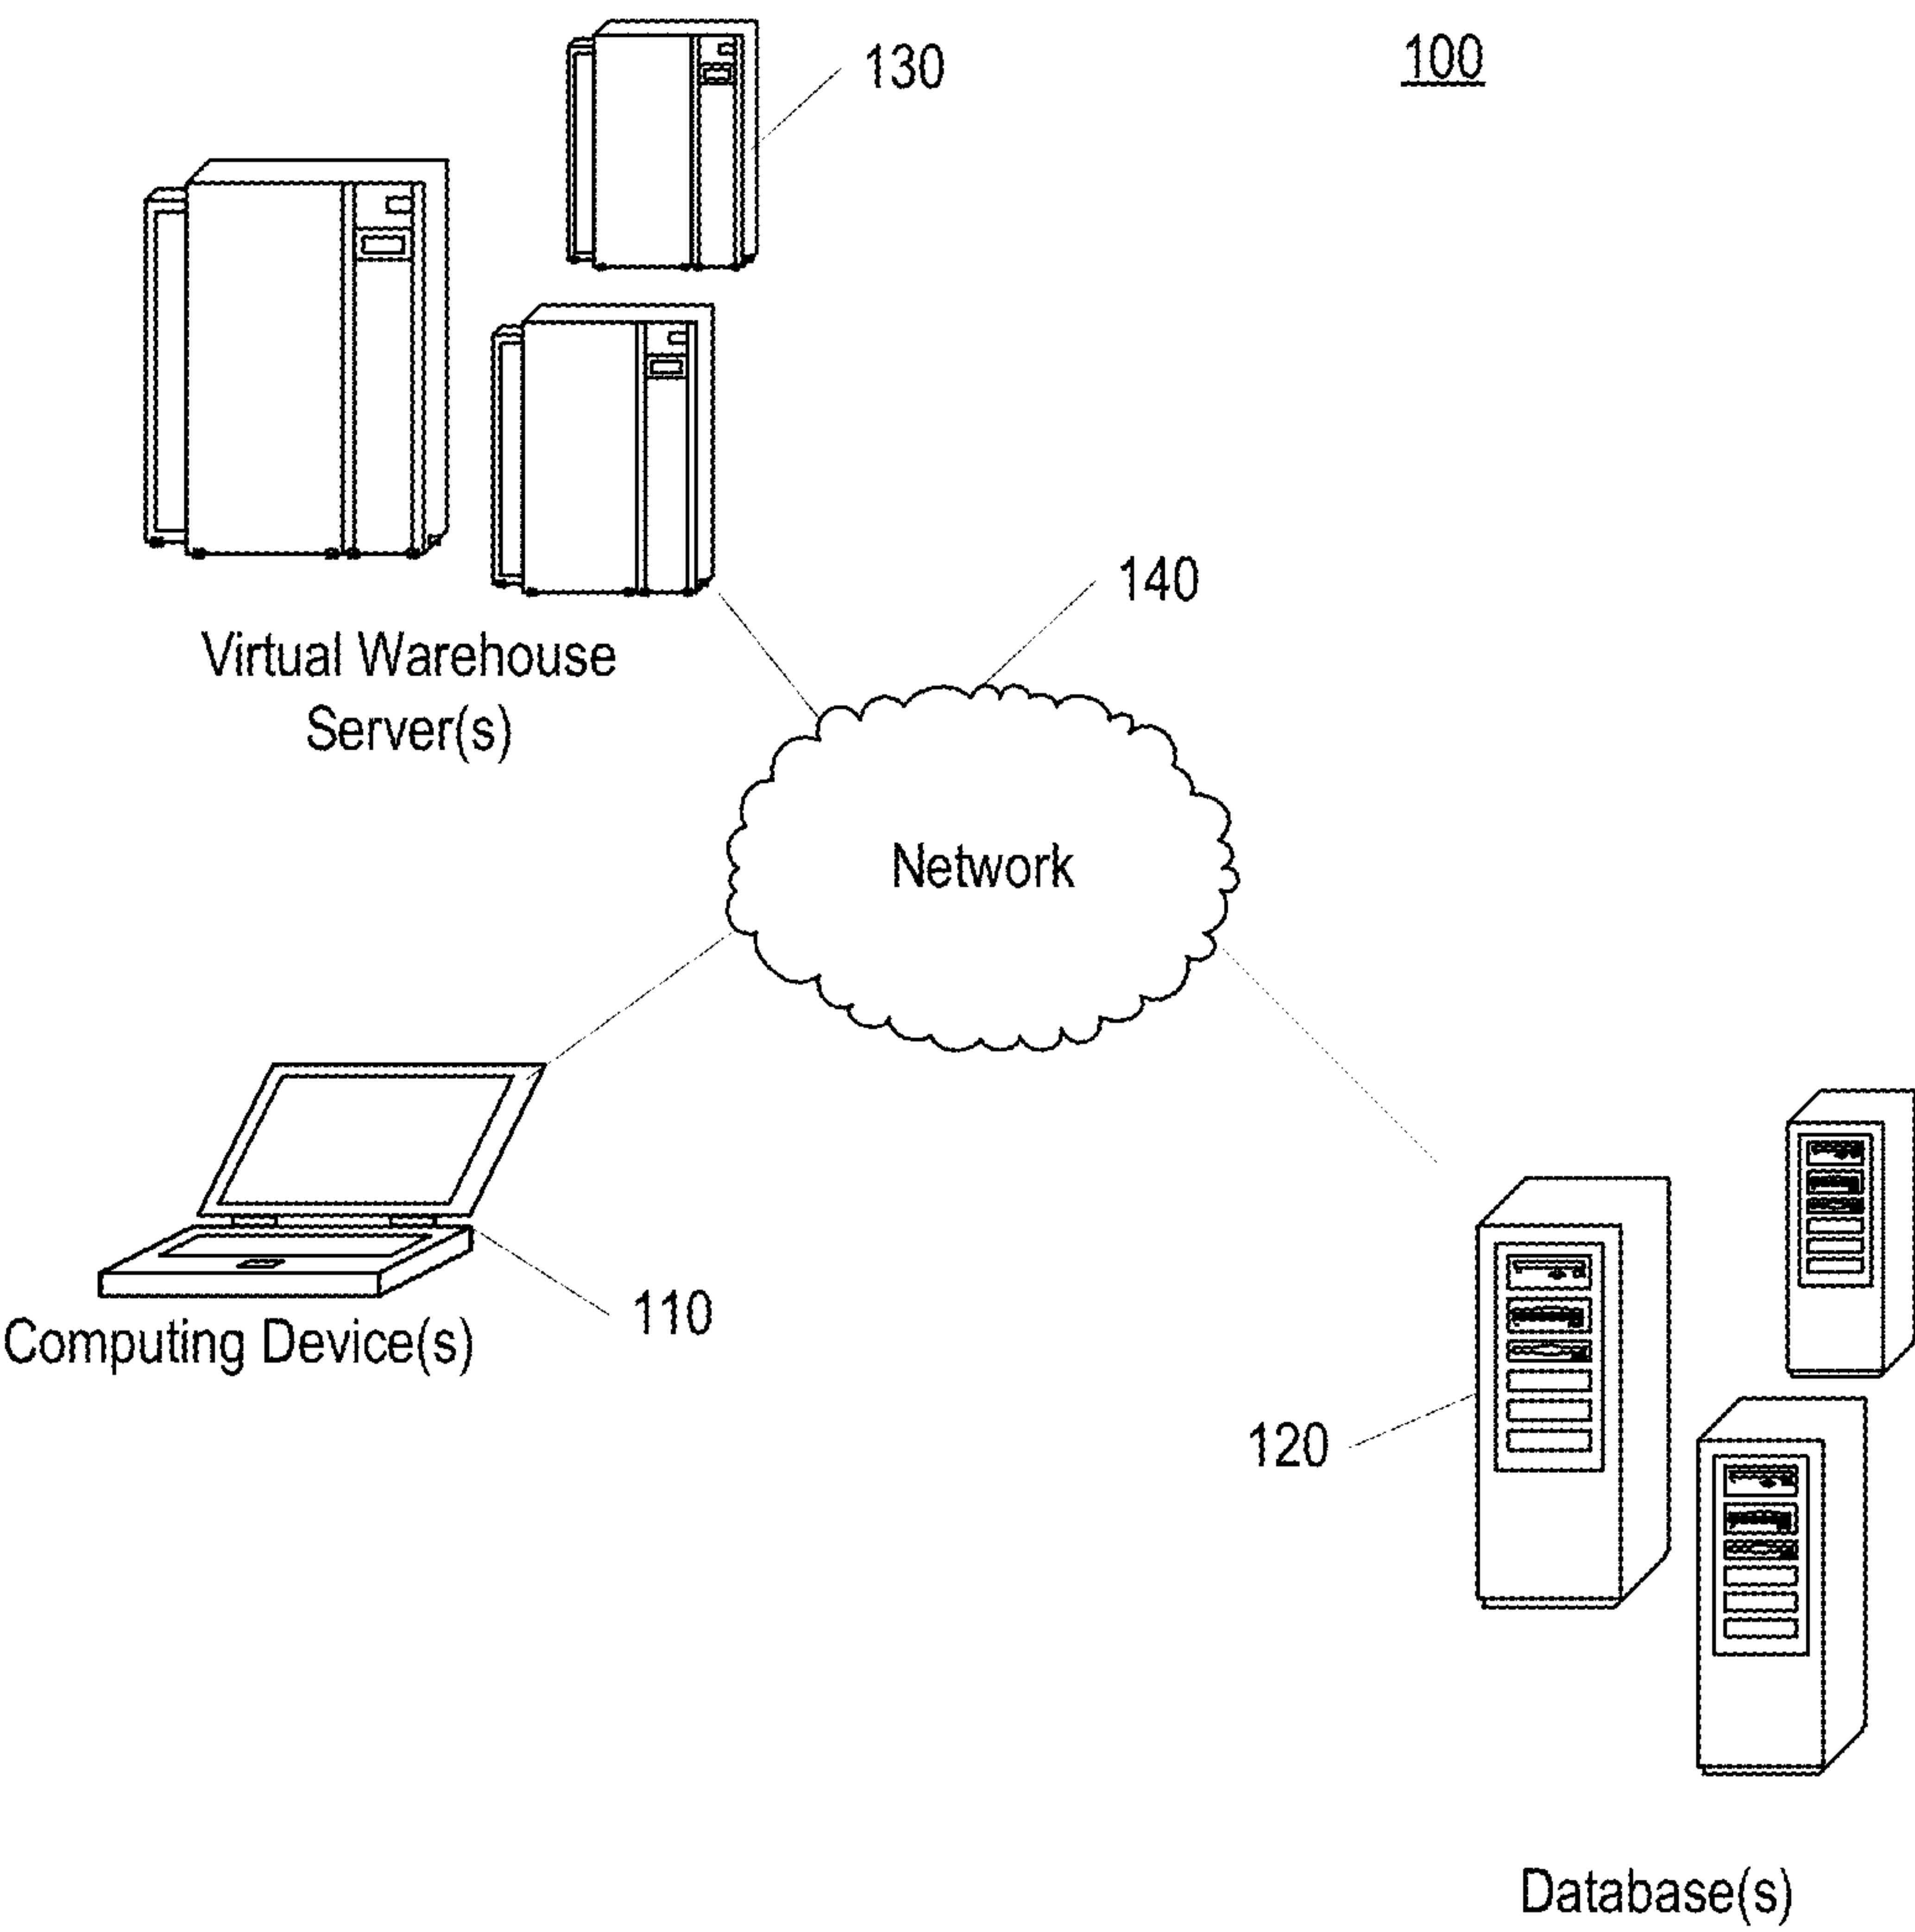 130
100
140
Virtual Warehouse
Server(s)
Network
110
Computing Device(s)
120
Database(s)